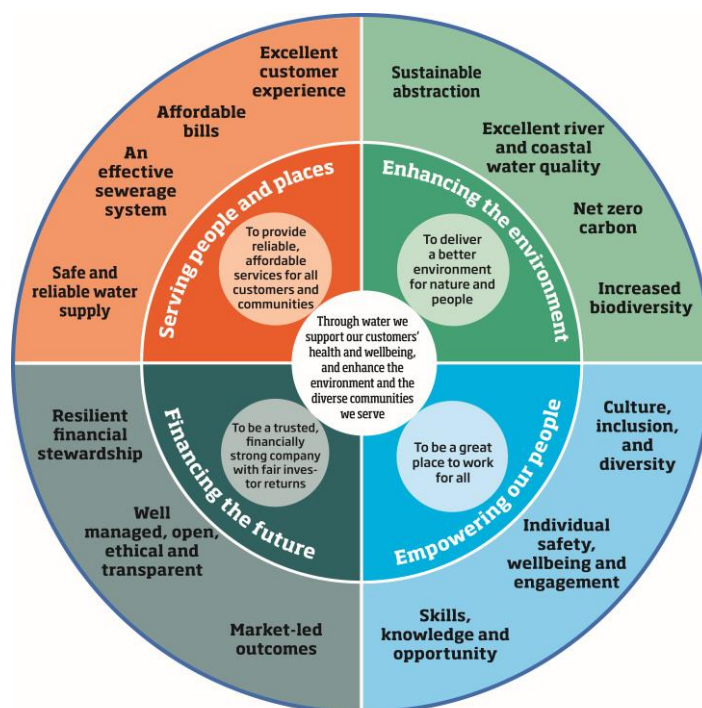 Excellent
customer
experience
Affordable
bills
An
effective
sewerage
system
Safe and
reliable water
supply
Serving people and places
To provide
reliable,
affordable
services for all
customers and
communities
Sustainable
abstraction
Excellent river
and coastal
water quality
Net zero
carbon
Increased
biodiversity
Enhancing the environment
To deliver
a better
environment
for nature and
people
Through water we
support our customers’
health and wellbeing,
and enhance the
environment and the
diverse communities
we serve
Resilient
financial
stewardship
Well
managed, open,
ethical and
transparent
Market-led
outcomes
Financing the future
To be a trusted,
financially
strong company
with fair inves-
tor returns
Culture,
inclusion,
and
diversity
Individual
safety,
wellbeing and
engagement
Skills,
knowledge and
opportunity
Empowering our people
To be a great
place to work
for all